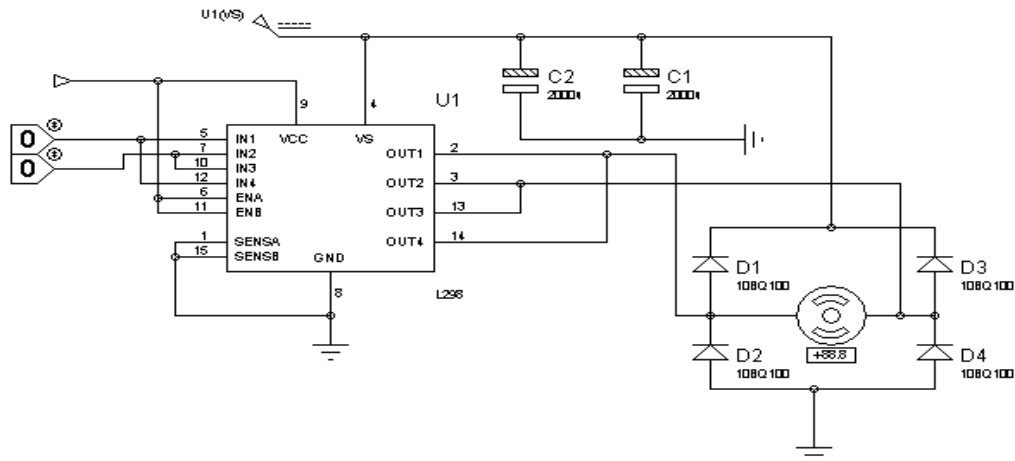 U1(VS)
C2
C1
U1
9
4
0
0
5 IN1 VCC VS OUT1 2
7 IN2
10 IN3 OUT2 3
12 IN4
6 ENA OUT3 13
11 ENB
1 SENSA OUT4 14
15 SENSB GND
8
L298
D1
10BQ100
D3
10BQ100
D2
10BQ100
+88.8
D4
10BQ100